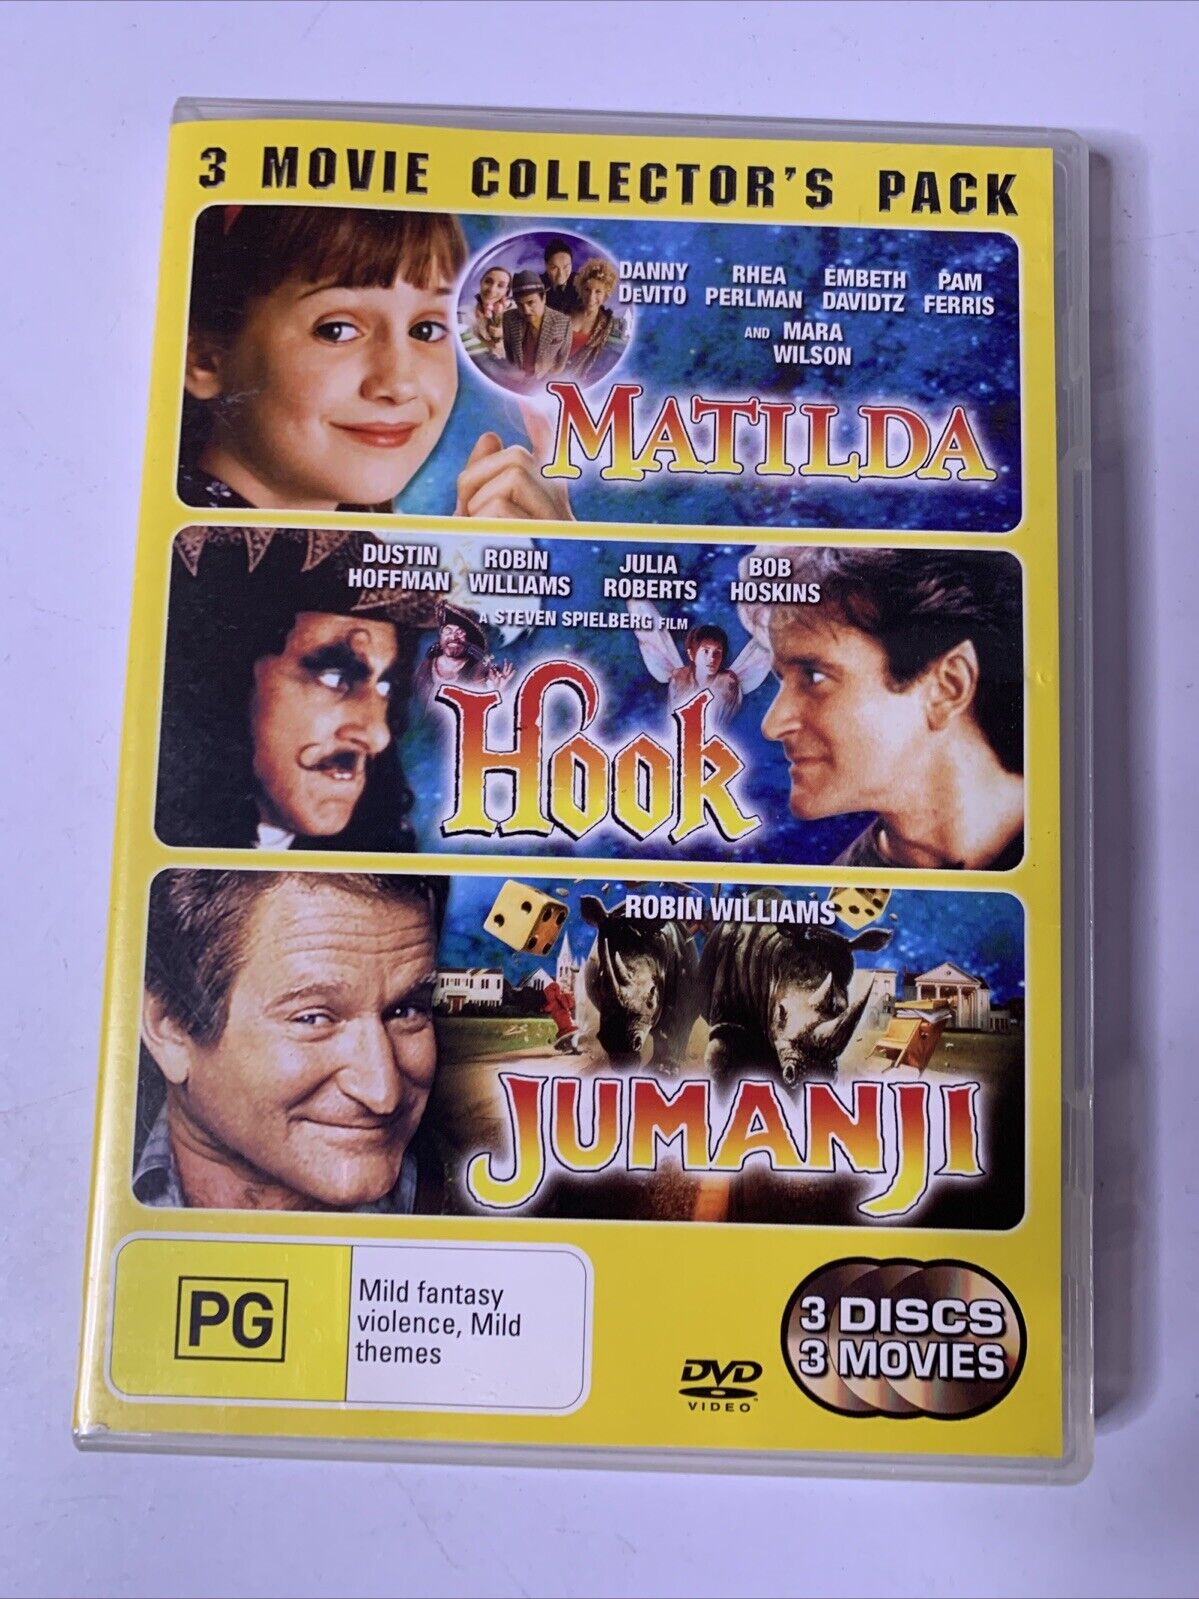 3 MOVIE COLLECTOR'S PACK
DANNY DEVITO RHEA PERLMAN EMBETH DAVIDTZ PAM FERRIS
AND MARA WILSON
MATILDA
DUSTIN HOFFMAN ROBIN WILLIAMS JULIA ROBERTS BOB HOSKINS
A STEVEN SPIELBERG FILM
HOOK
ROBIN WILLIAMS
JUMANJI
PG
Mild fantasy
violence, Mild
themes
DVD
VIDEO
3 DISCS
3 MOVIES